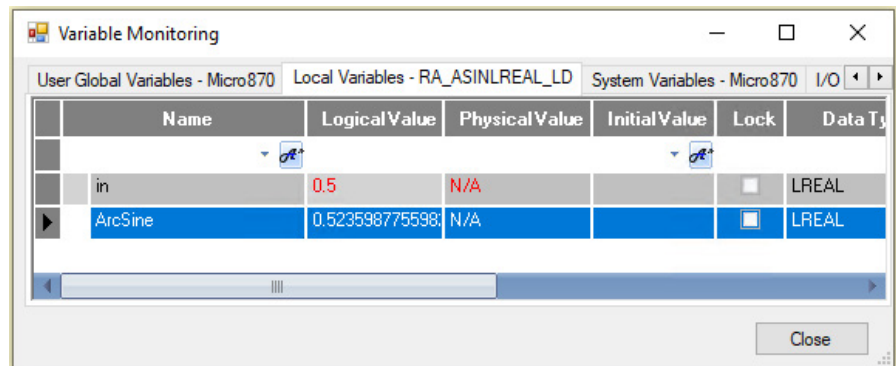 Variable Monitoring
User Global Variables - Micro870 Local Variables - RA_ASINLREAL_LD System Variables - Micro870 I/O
Name Logical Value Physical Value Initial Value Lock Data Ty
in 0.5 N/A LREAL
ArcSine 0.523598775598 N/A LREAL
Close